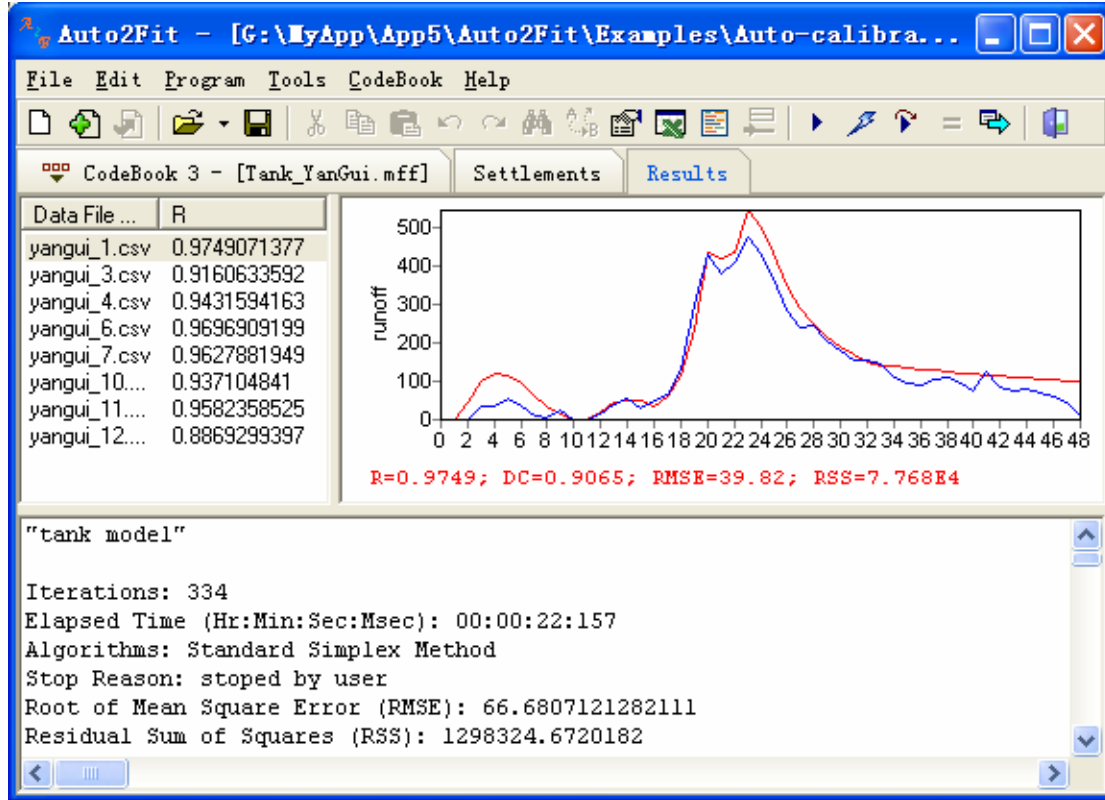 Auto2Fit - [G:\MyApp\App5\Auto2Fit\Examples\Auto-calibra...
File Edit Program Tools CodeBook Help
CodeBook 3 - [Tank_YanGui.mff] Settlements Results
Data File ... R
yangui_1.csv 0.9749071377
yangui_3.csv 0.9160633592
yangui_4.csv 0.9431594163
yangui_6.csv 0.9696909199
yangui_7.csv 0.9627881949
yangui_10.... 0.937104841
yangui_11.... 0.9582358525
yangui_12.... 0.8869299397
500
400
300
200
100
0
runoff
0 2 4 6 8 10 12 14 16 18 20 22 24 26 28 30 32 34 36 38 40 42 44 46 48
R=0.9749; DC=0.9065; RMSE=39.82; RSS=7.768E4
"tank model"
Iterations: 334
Elapsed Time (Hr:Min:Sec:Msec): 00:00:22:157
Algorithms: Standard Simplex Method
Stop Reason: stoped by user
Root of Mean Square Error (RMSE): 66.6807121282111
Residual Sum of Squares (RSS): 1298324.6720182